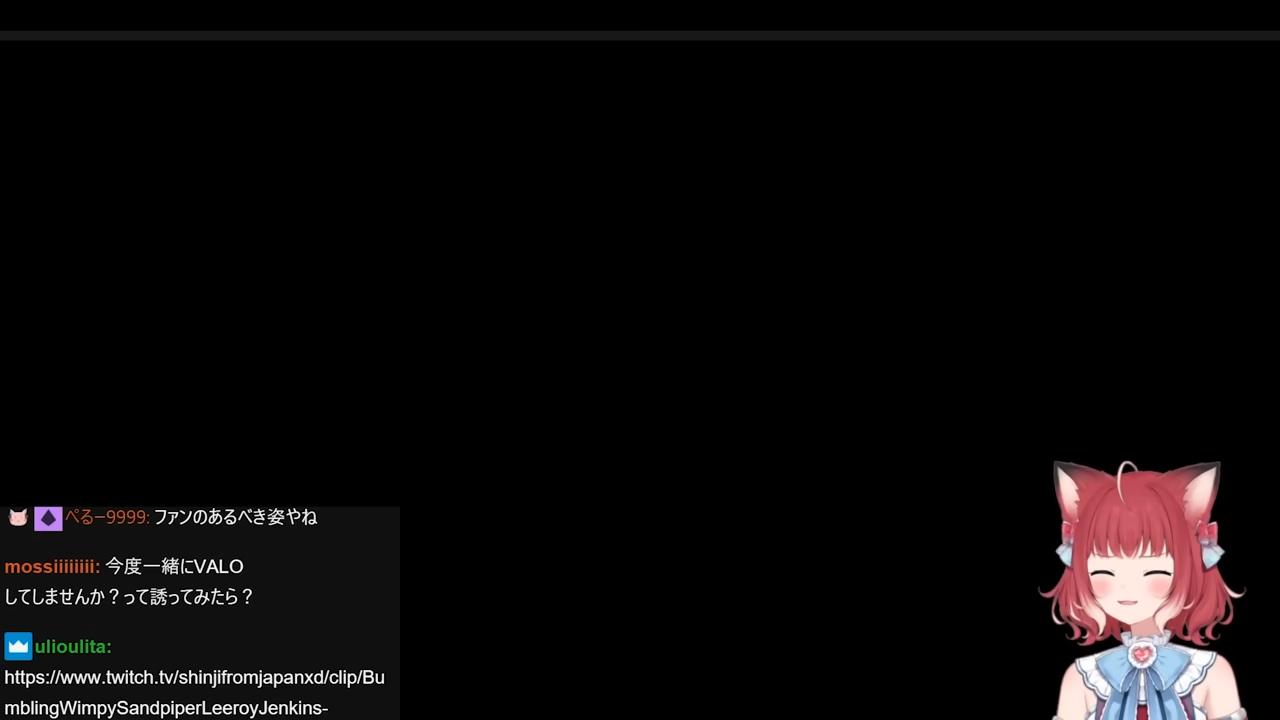 ぺるー9999: ファンのあるべき姿やね
mossiiiiiiii: 今度一緒にVALO
してしませんか？って誘ってみたら？
ulioulita:
https://www.twitch.tv/shinjifromjapanxd/clip/Bu
mblingWimpySandpiperLeeroyJenkins-